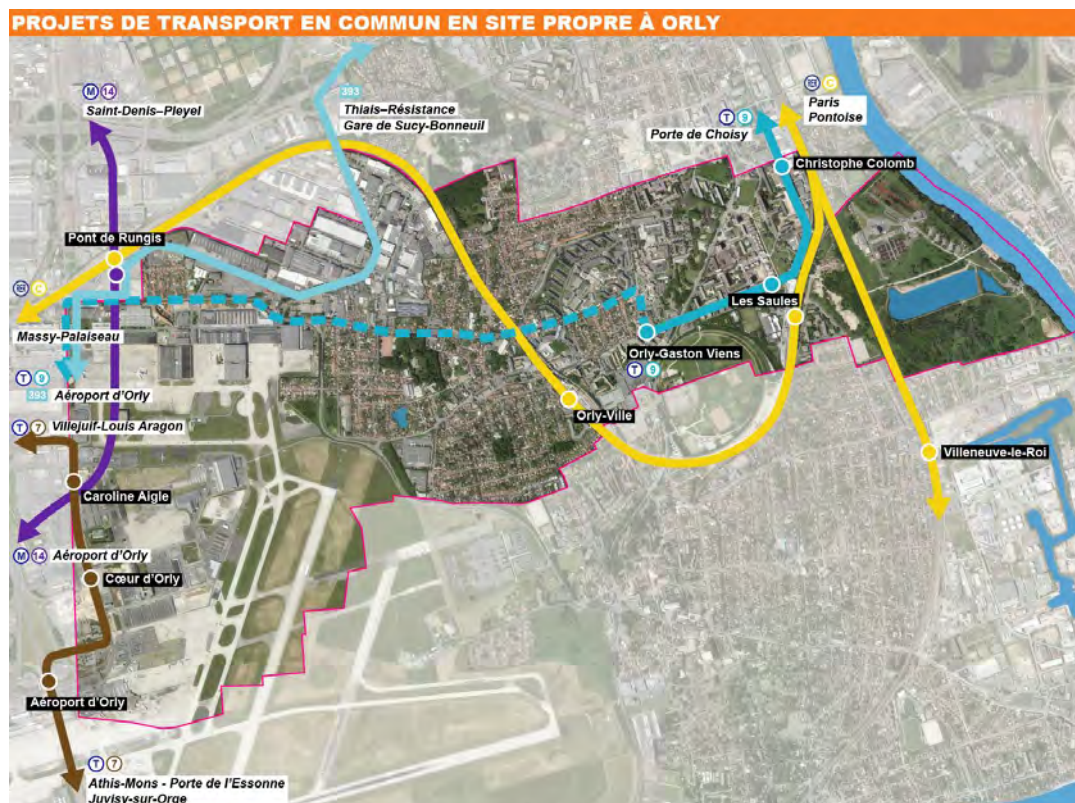 PROJETS DE TRANSPORT EN COMMUN EN SITE PROPRE À ORLY
M 14
Saint-Denis–Pleyel
393
Thiais–Résistance
Gare de Sucy-Bonneuil
T 9
Porte de Choisy
RER C
Paris
Pontoise
Christophe Colomb
Pont de Rungis
RER C
Massy-Palaiseau
Les Saules
Orly-Gaston Viens
T 9
T 9
393 Aéroport d'Orly
Orly-Ville
T 7 Villejuif-Louis Aragon
Villeneuve-le-Roi
Caroline Aigle
M 14 Aéroport d'Orly
Cœur d'Orly
Aéroport d'Orly
T 7
Athis-Mons - Porte de l'Essonne
Juvisy-sur-Orge